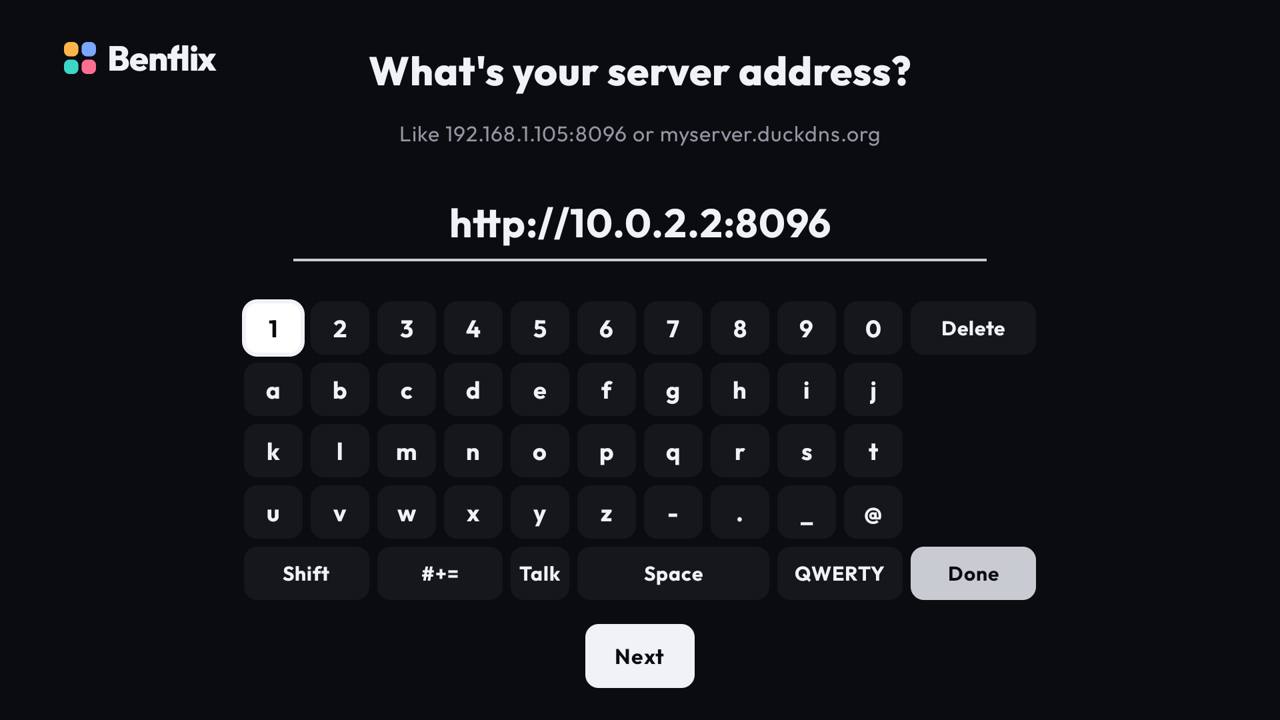 Benflix
What's your server address?
Like 192.168.1.105:8096 or myserver.duckdns.org
http://10.0.2.2:8096
1 2 3 4 5 6 7 8 9 0 Delete
a b c d e f g h i j
k l m n o p q r s t
u v w x y z - . _ @
Shift #+= Talk Space QWERTY Done
Next